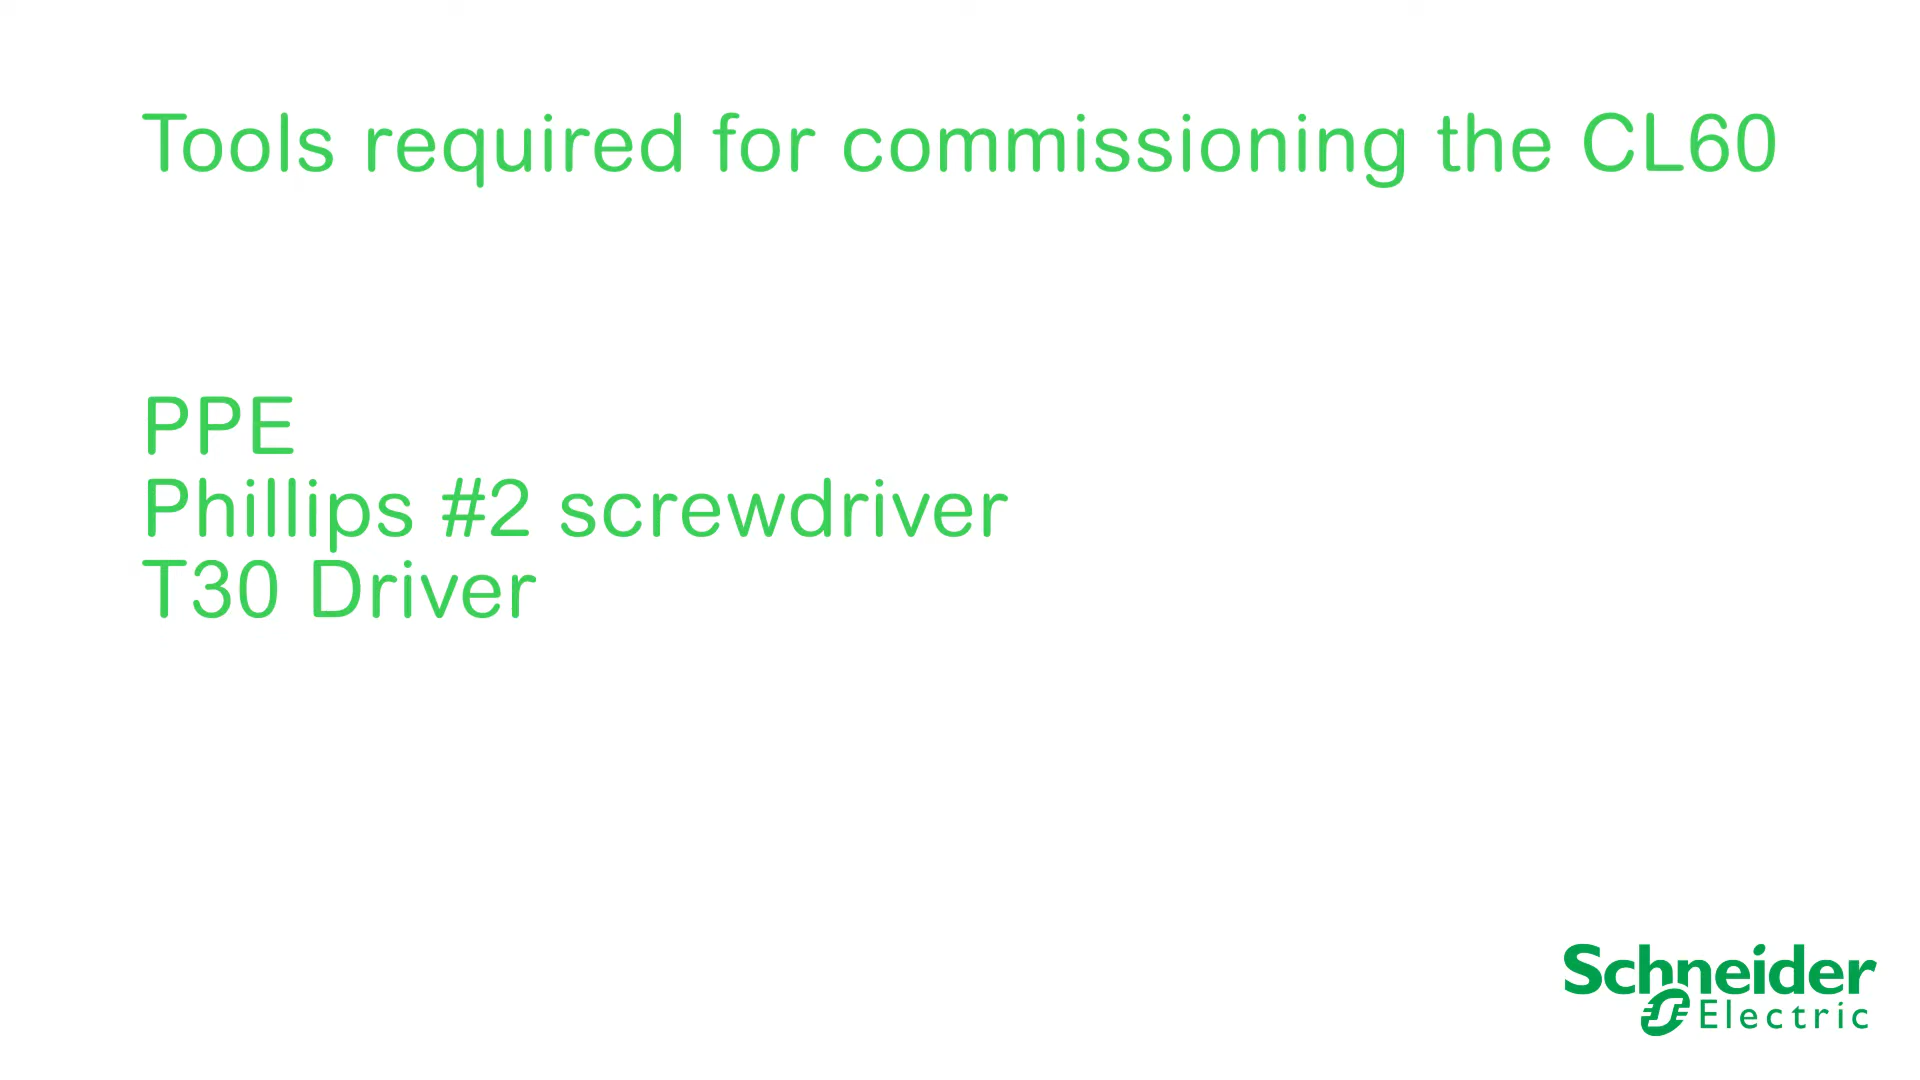 Tools required for commissioning the CL60
PPE
Phillips #2 screwdriver
T30 Driver
Schneider
Electric